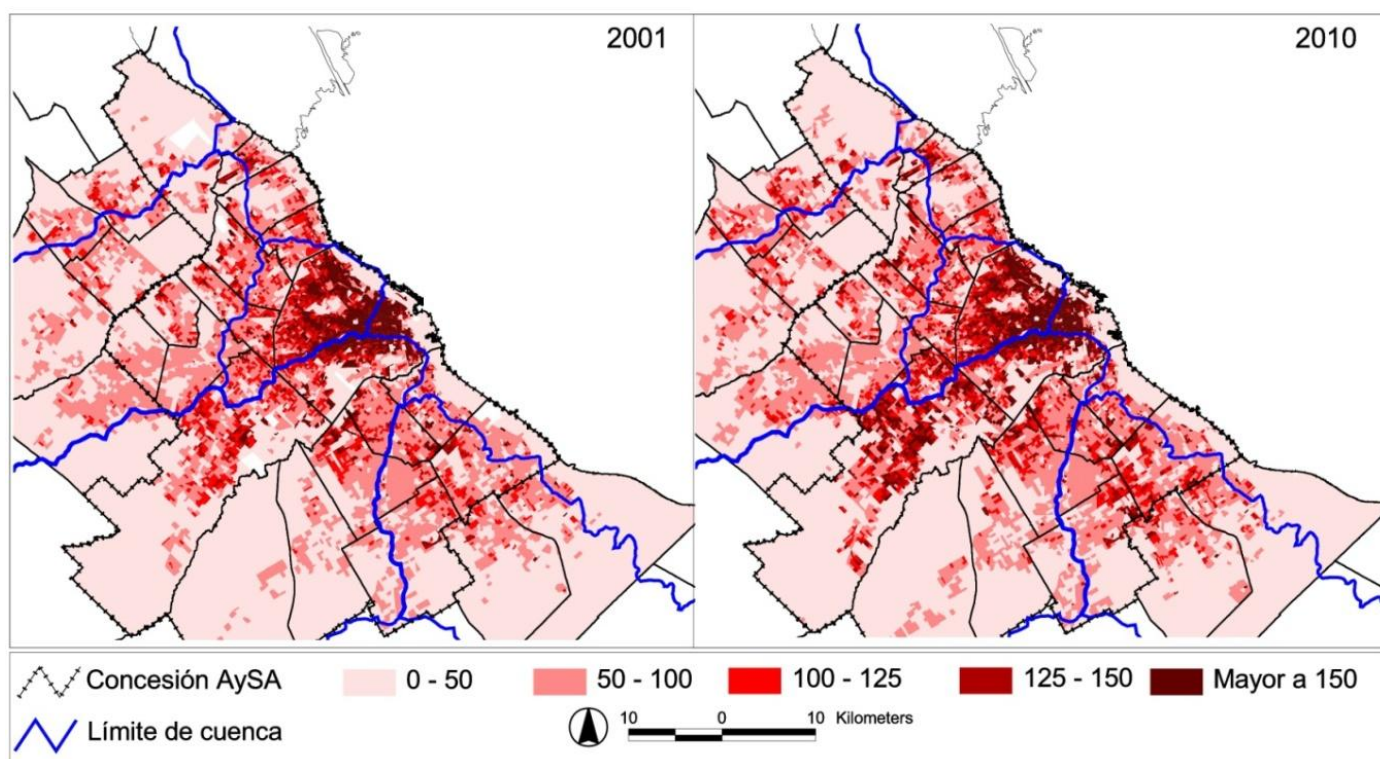 2001
2010
Concesión AySA
0 - 50
50 - 100
100 - 125
125 - 150
Mayor a 150
Límite de cuenca
10 0 10 Kilometers